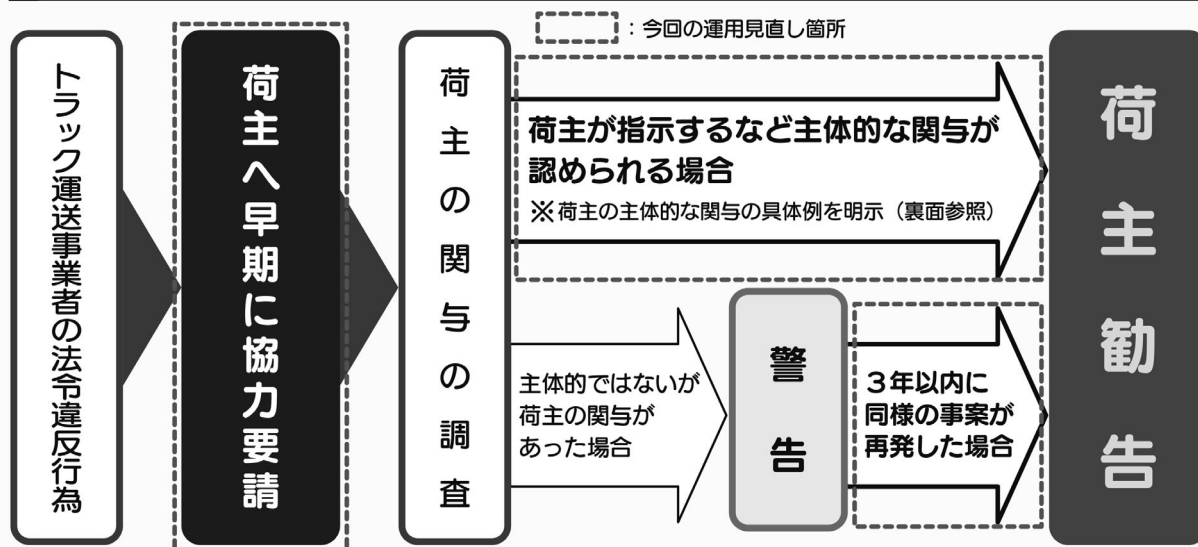 ：今回の運用見直し箇所
トラック運送事業者の法令違反行為
荷主へ早期に協力要請
荷主の関与の調査
荷主が指示するなど主体的な関与が
認められる場合
※荷主の主体的な関与の具体例を明示（裏面参照）
主体的ではないが
荷主の関与が
あった場合
警告
３年以内に
同様の事案が
再発した場合
荷主勧告